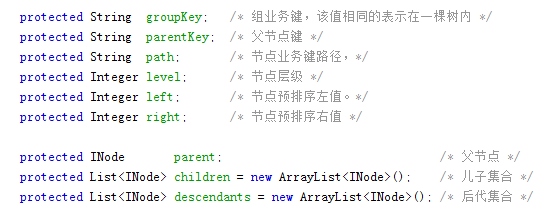 protected String groupKey; /* 组业务键，该值相同的表示在一棵树内 */
protected String parentKey; /* 父节点键 */
protected String path; /* 节点业务键路径，*/
protected Integer level; /* 节点层级 */
protected Integer left; /* 节点预排序左值。*/
protected Integer right; /* 节点预排序右值 */
protected INode parent; /* 父节点 */
protected List<INode> children = new ArrayList<INode>(); /* 儿子集合 */
protected List<INode> descendants = new ArrayList<INode>(); /* 后代集合 */